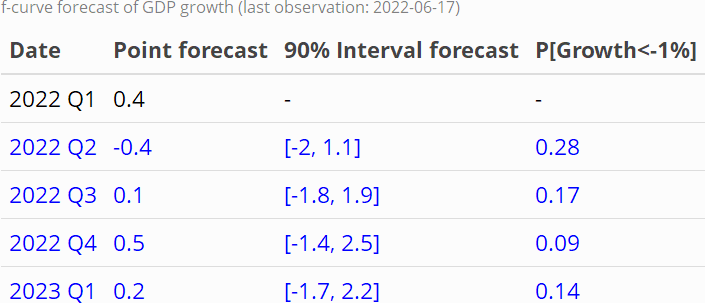 f-curve forecast of GDP growth (last observation: 2022-06-17)
Date Point forecast 90% Interval forecast P[Growth<-1%]
2022 Q1 0.4 - -
2022 Q2 -0.4 [-2, 1.1] 0.28
2022 Q3 0.1 [-1.8, 1.9] 0.17
2022 Q4 0.5 [-1.4, 2.5] 0.09
2023 Q1 0.2 [-1.7, 2.2] 0.14